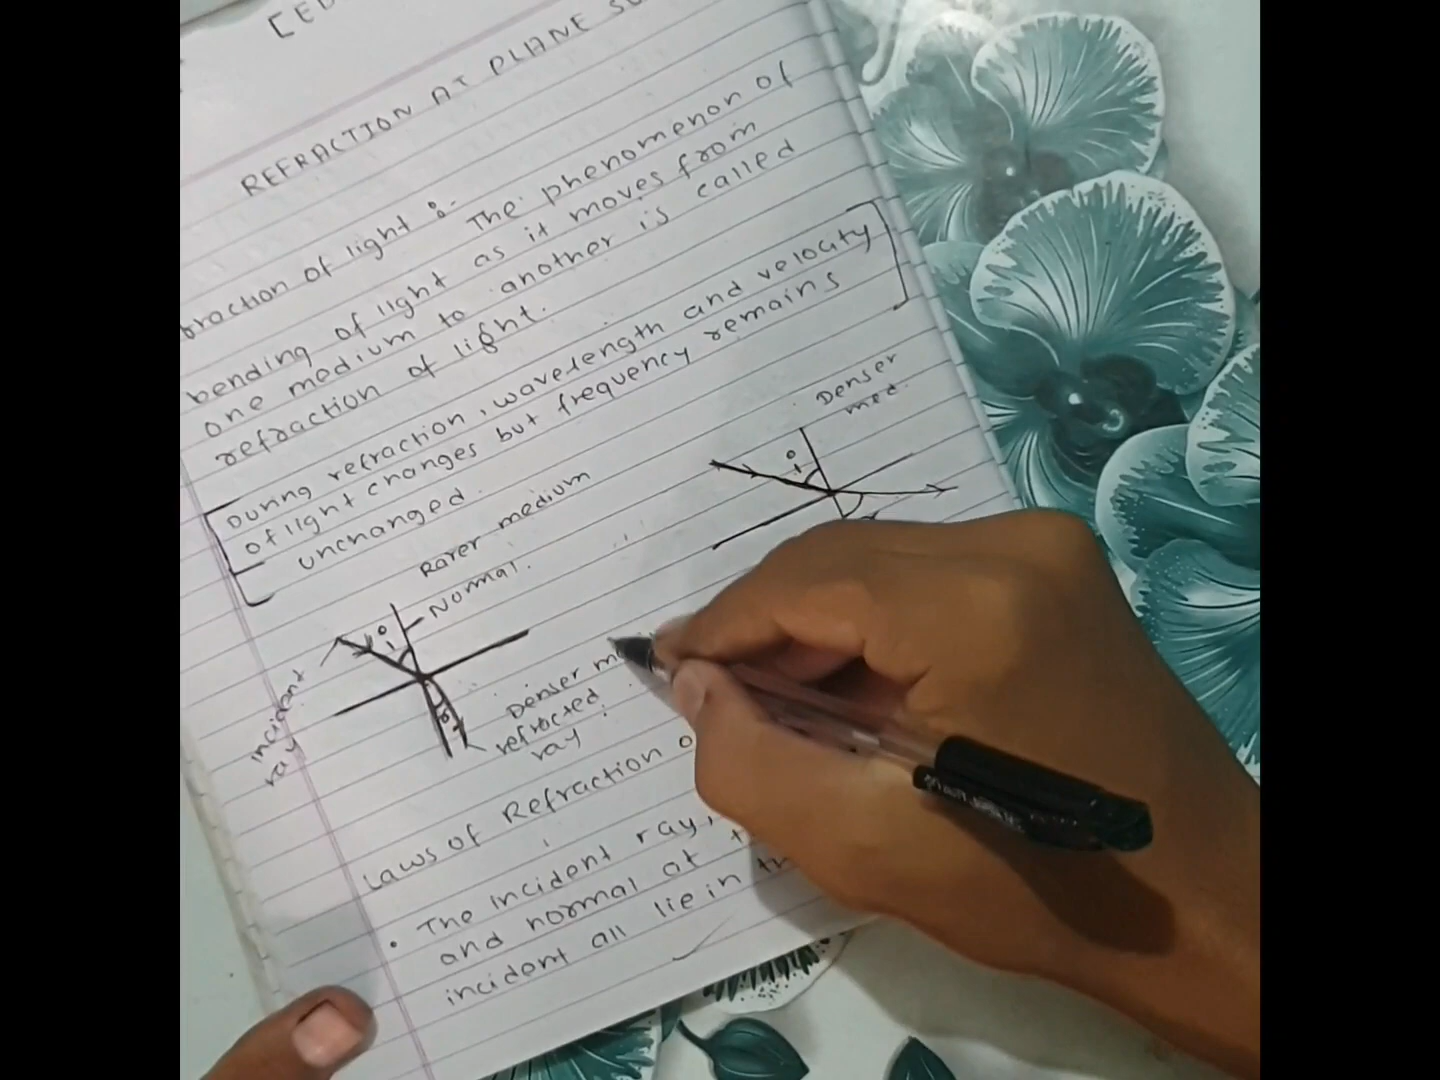 [ED
REFRACTION AT PLANE SU
fraction of light :-
The phenomenon of
bending of light as it moves from
one medium to another is called
refraction of light.
During refraction, wavelength and velocity
of light changes but frequency remains
unchanged.
Rarer medium
Normal.
Denser
med.
i
i
r
incident
ray
Denser m
refracted
ray
Laws of Refraction o
• The incident ray,
and normal at t
incident all lie in th